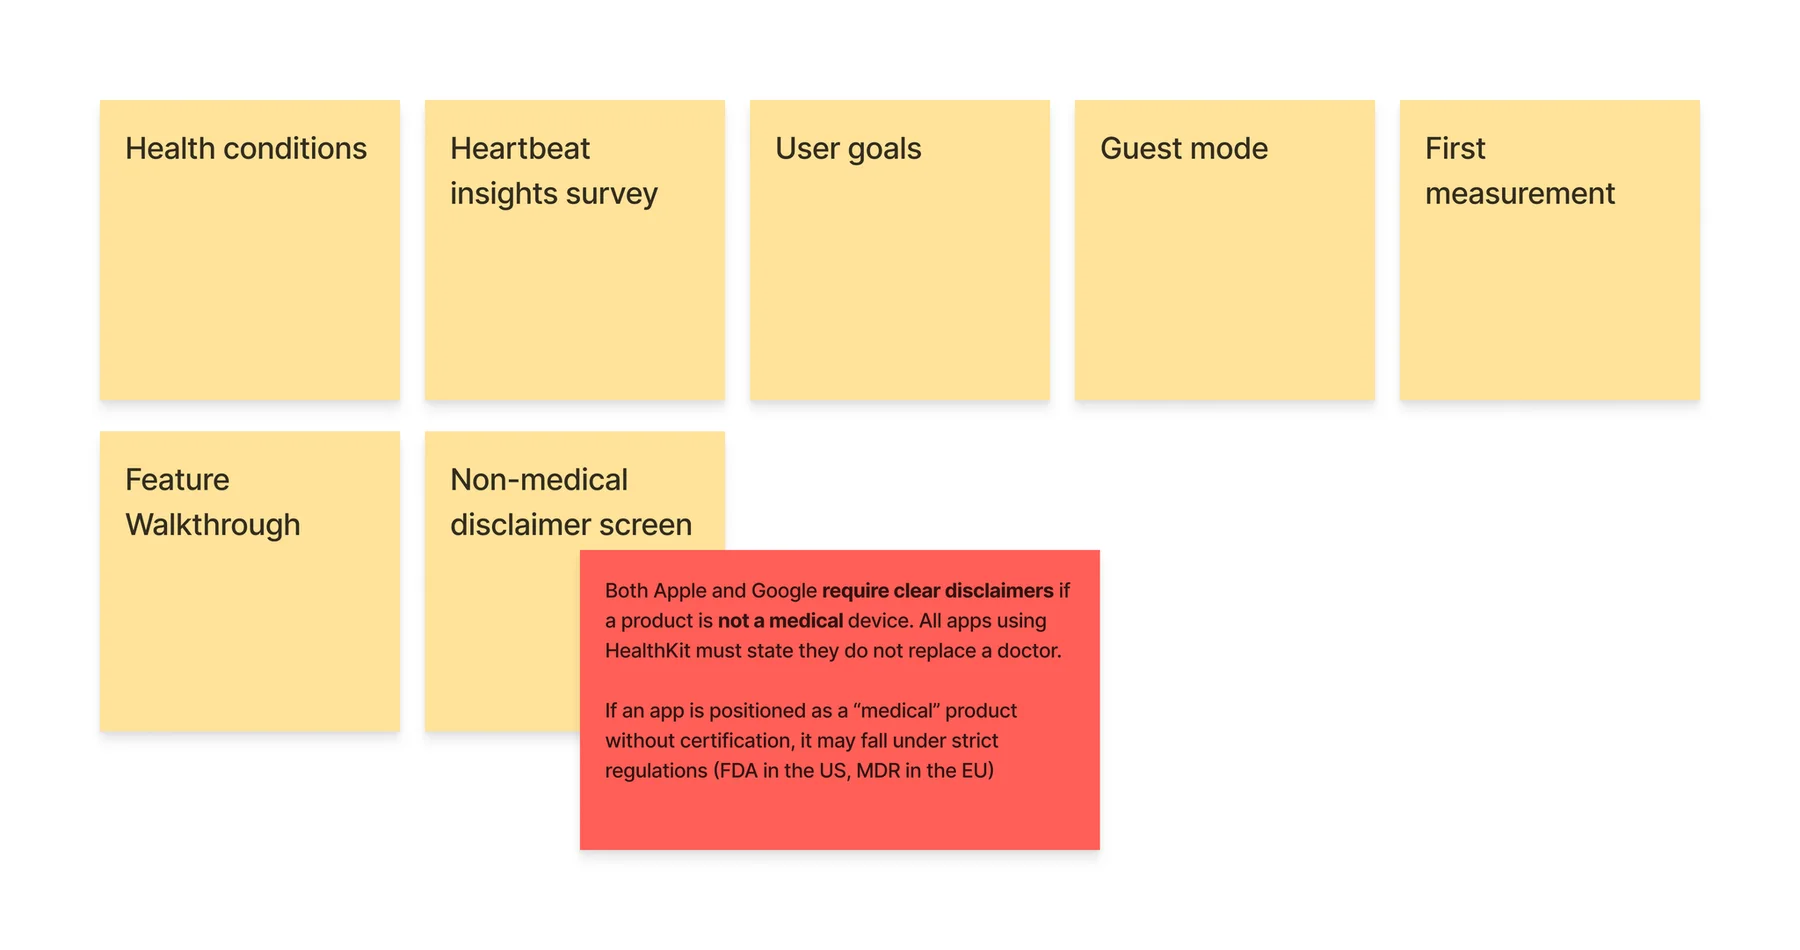 Health conditions
Heartbeat
insights survey
User goals
Guest mode
First
measurement
Feature
Walkthrough
Non-medical
disclaimer screen
Both Apple and Google require clear disclaimers if
a product is not a medical device. All apps using
HealthKit must state they do not replace a doctor.
If an app is positioned as a “medical” product
without certification, it may fall under strict
regulations (FDA in the US, MDR in the EU)